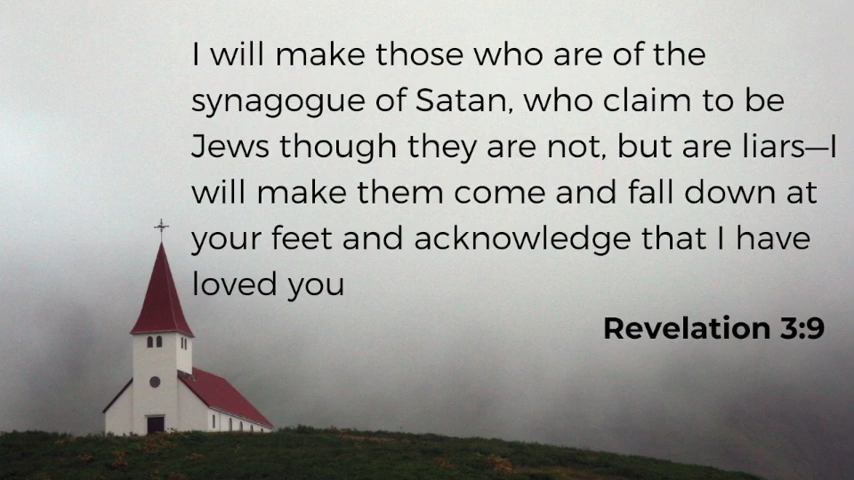 I will make those who are of the
synagogue of Satan, who claim to be
Jews though they are not, but are liars—I
will make them come and fall down at
your feet and acknowledge that I have
loved you
Revelation 3:9